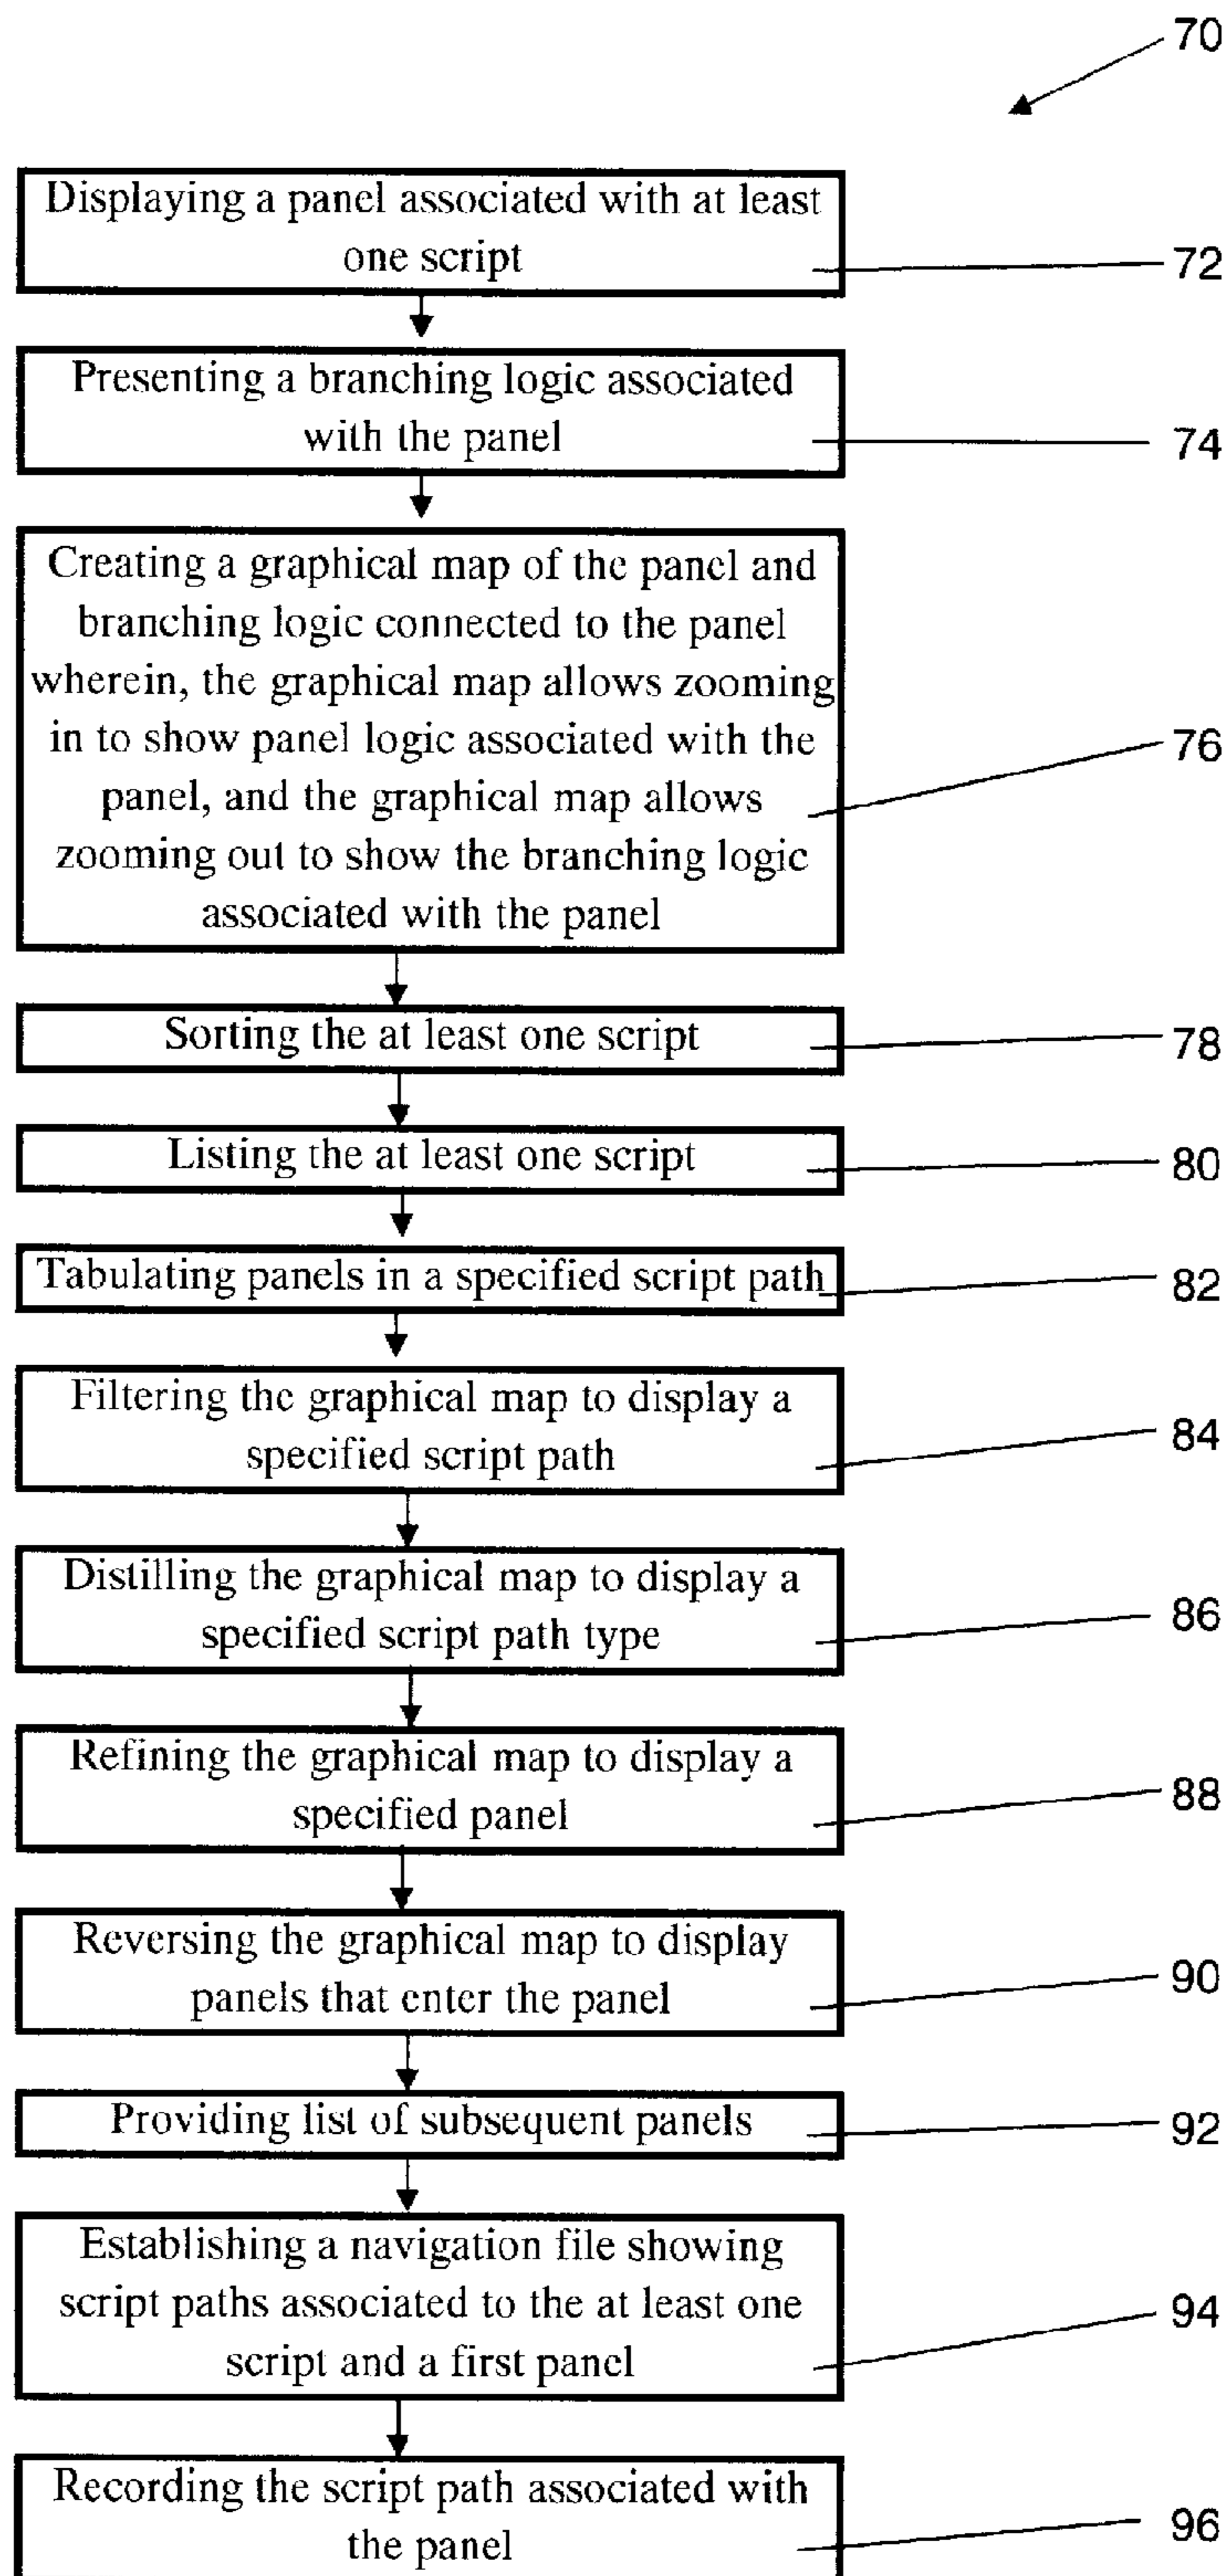 70
Displaying a panel associated with at least
one script
72
Presenting a branching logic associated
with the panel
74
Creating a graphical map of the panel and
branching logic connected to the panel
wherein, the graphical map allows zooming
in to show panel logic associated with the
panel, and the graphical map allows
zooming out to show the branching logic
associated with the panel
76
Sorting the at least one script
78
Listing the at least one script
80
Tabulating panels in a specified script path
82
Filtering the graphical map to display a
specified script path
84
Distilling the graphical map to display a
specified script path type
86
Refining the graphical map to display a
specified panel
88
Reversing the graphical map to display
panels that enter the panel
90
Providing list of subsequent panels
92
Establishing a navigation file showing
script paths associated to the at least one
script and a first panel
94
Recording the script path associated with
the panel
96